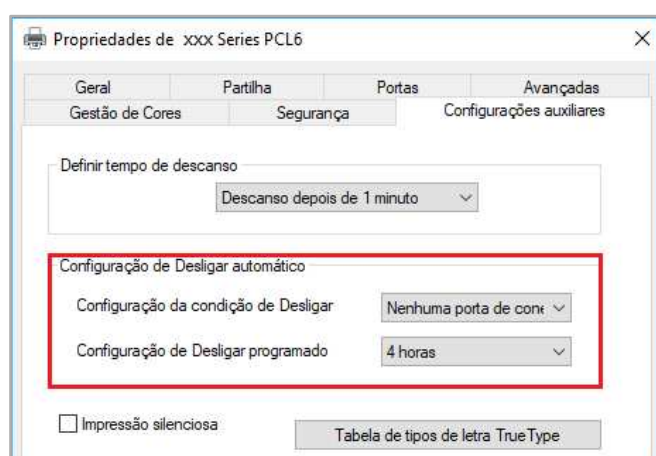 Propriedades de xxx Series PCL6
Geral Partilha Portas Avançadas
Gestão de Cores Segurança Configurações auxiliares
Definir tempo de descanso
Descanso depois de 1 minuto
Configuração de Desligar automático
Configuração da condição de Desligar Nenhuma porta de cone
Configuração de Desligar programado 4 horas
Impressão silenciosa Tabela de tipos de letra TrueType